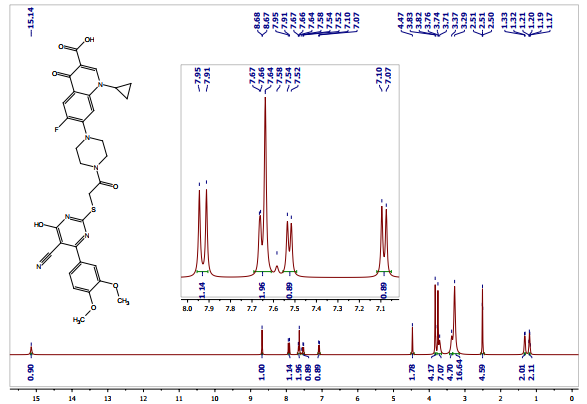 15.14
8.68 8.67 7.95 7.91 7.67 7.66 7.64 7.58 7.54 7.52 7.10 7.07
4.47 3.83 3.82 3.76 3.74 3.71 3.37 3.29 2.51 2.51 2.50 1.33 1.32 1.21 1.20 1.19 1.17
OH
O
O
N
F
N
N
O
S
HO
N
N
N
O
CH₃
O
H₃C
7.95 7.91 7.67 7.66 7.64 7.58 7.54 7.52 7.10 7.07
1.14 1.96 0.89 0.89
8.0 7.9 7.8 7.7 7.6 7.5 7.4 7.3 7.2 7.1
0.90 1.00 1.14 1.96 0.89 0.89 1.78 4.17 7.07 4.70 16.64 4.59 2.01 2.11
15 14 13 12 11 10 9 8 7 6 5 4 3 2 1 0